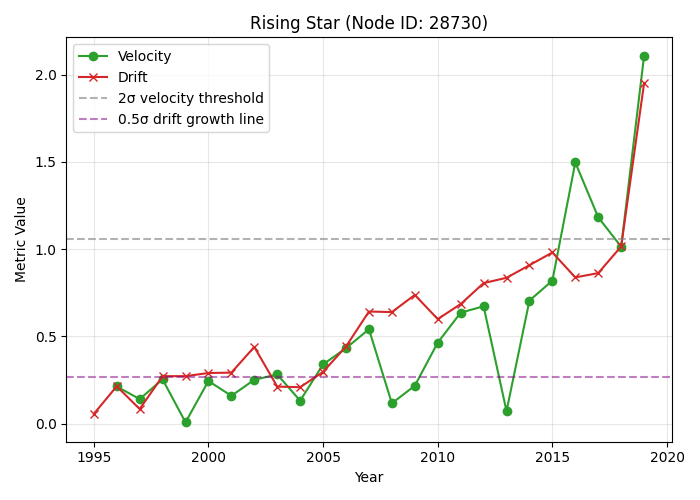 Rising Star (Node ID: 28730)
Velocity
Drift
2σ velocity threshold
0.5σ drift growth line
Metric Value
2.0
1.5
1.0
0.5
0.0
1995 2000 2005 2010 2015 2020
Year